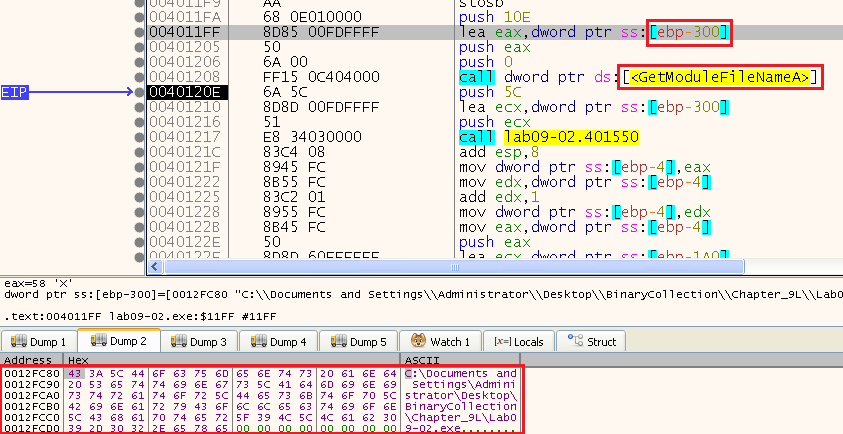 004011F9 AA stosb
004011FA 68 0E010000 push 10E
004011FF 8D85 00FDFFFF lea eax,dword ptr ss:[ebp-300]
00401205 50 push eax
00401206 6A 00 push 0
00401208 FF15 0C404000 call dword ptr ds:[<GetModuleFileNameA>]
EIP 0040120E 6A 5C push 5C
00401210 8D8D 00FDFFFF lea ecx,dword ptr ss:[ebp-300]
00401216 51 push ecx
00401217 E8 34030000 call lab09-02.401550
0040121C 83C4 08 add esp,8
0040121F 8945 FC mov dword ptr ss:[ebp-4],eax
00401222 8B55 FC mov edx,dword ptr ss:[ebp-4]
00401225 83C2 01 add edx,1
00401228 8955 FC mov dword ptr ss:[ebp-4],edx
0040122B 8B45 FC mov eax,dword ptr ss:[ebp-4]
0040122E 50 push eax
0040122F 8D8D 60FEFFFF lea ecx,dword ptr ss:[ebp-1A0]
eax=58 'X'
dword ptr ss:[ebp-300]=[0012FC80 "C:\\Documents and Settings\\Administrator\\Desktop\\BinaryCollection\\Chapter_9L\\Lab0
.text:004011FF lab09-02.exe:$11FF #11FF
Dump 1 Dump 2 Dump 3 Dump 4 Dump 5 Watch 1 [x]= Locals Struct
Address Hex ASCII
0012FC80 43 3A 5C 44 6F 63 75 6D 65 6E 74 73 20 61 6E 64 C:\Documents and
0012FC90 20 53 65 74 74 69 6E 67 73 5C 41 64 6D 69 6E 69 Settings\Admini
0012FCA0 73 74 72 61 74 6F 72 5C 44 65 73 6B 74 6F 70 5C strator\Desktop\
0012FCB0 42 69 6E 61 72 79 43 6F 6C 6C 65 63 74 69 6F 6E BinaryCollection
0012FCC0 5C 43 68 61 70 74 65 72 5F 39 4C 5C 4C 61 62 30 \Chapter_9L\Lab0
0012FCD0 39 2D 30 32 2E 65 78 65 00 00 00 00 00 00 00 00 9-02.exe........